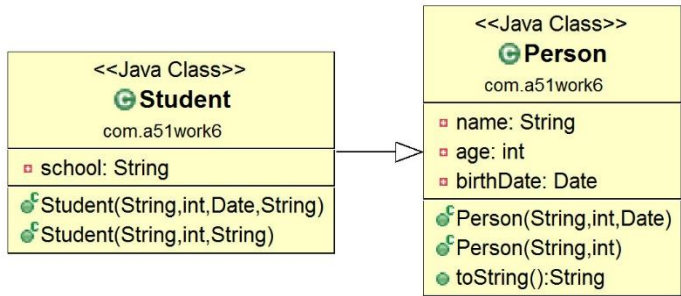 <<Java Class>>
Student
com.a51work6
school: String
Student(String,int,Date,String)
Student(String,int,String)
<<Java Class>>
Person
com.a51work6
name: String
age: int
birthDate: Date
Person(String,int,Date)
Person(String,int)
toString():String